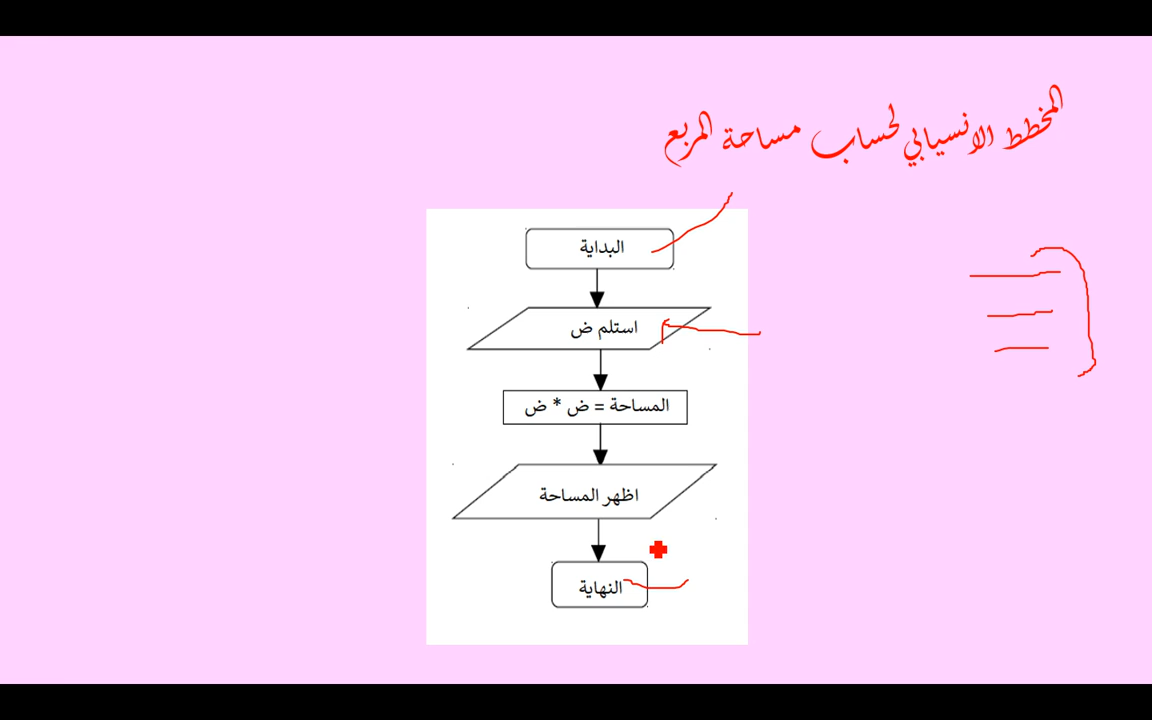 المخطط الانسيابي لحساب مساحة المربع
البداية
استلم ض
المساحة = ض * ض
اظهر المساحة
النهاية